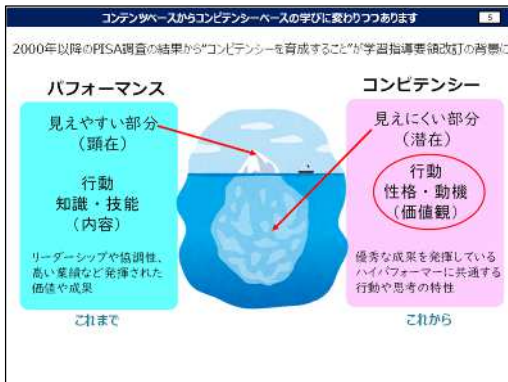 コンテンツベースからコンピテンシーベースの学びに変わりつつあります
5
2000年以降のPISA調査の結果から“コンピテンシーを育成すること”が学習指導要領改訂の背景に
パフォーマンス
見えやすい部分
（顕在）
行動
知識・技能
（内容）
リーダーシップや協調性、
高い業績など発揮された
価値や成果
これまで
コンピテンシー
見えにくい部分
（潜在）
行動
性格・動機
（価値観）
優秀な成果を発揮している
ハイパフォーマーに共通する
行動や思考の特性
これから